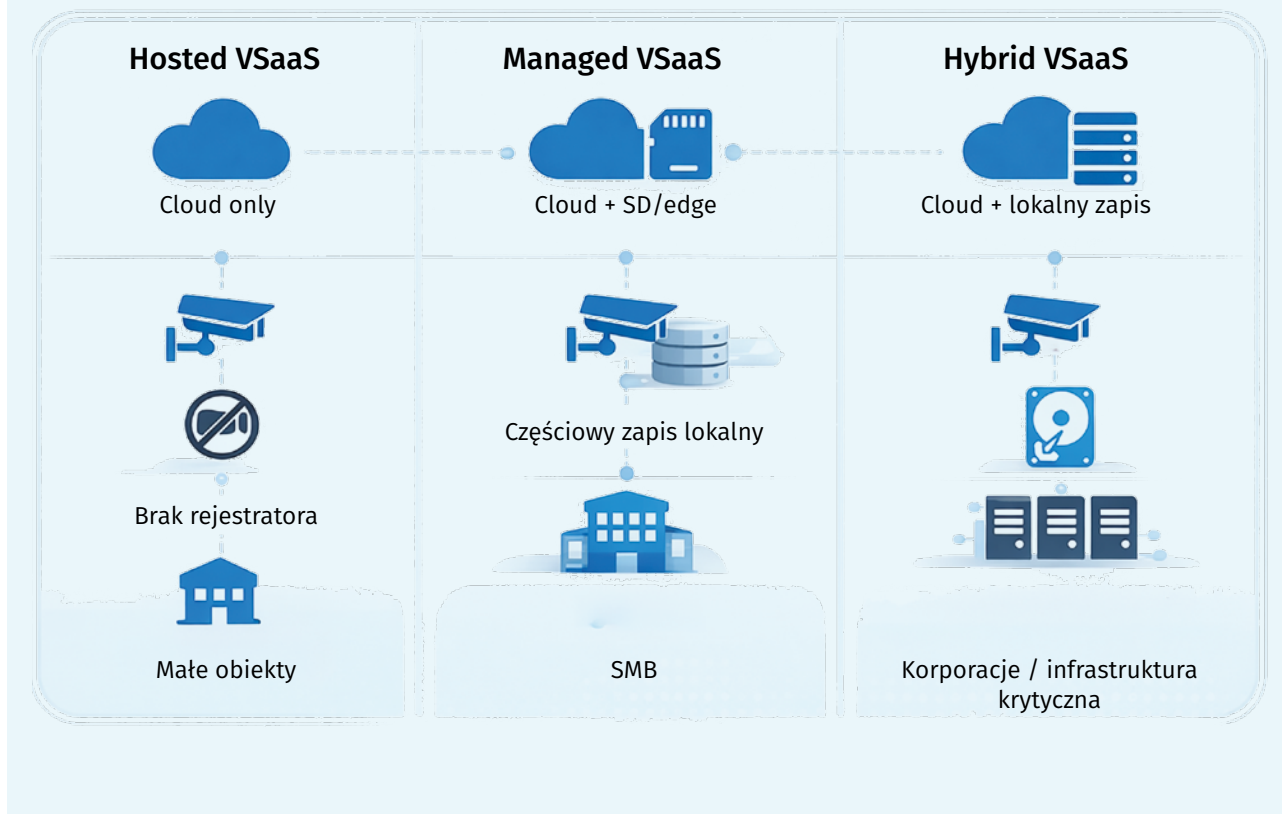 Hosted VSaaS
Managed VSaaS
Hybrid VSaaS
Cloud only
Cloud + SD/edge
Cloud + lokalny zapis
Częściowy zapis lokalny
Brak rejestratora
Małe obiekty
SMB
Korporacje / infrastruktura
krytyczna